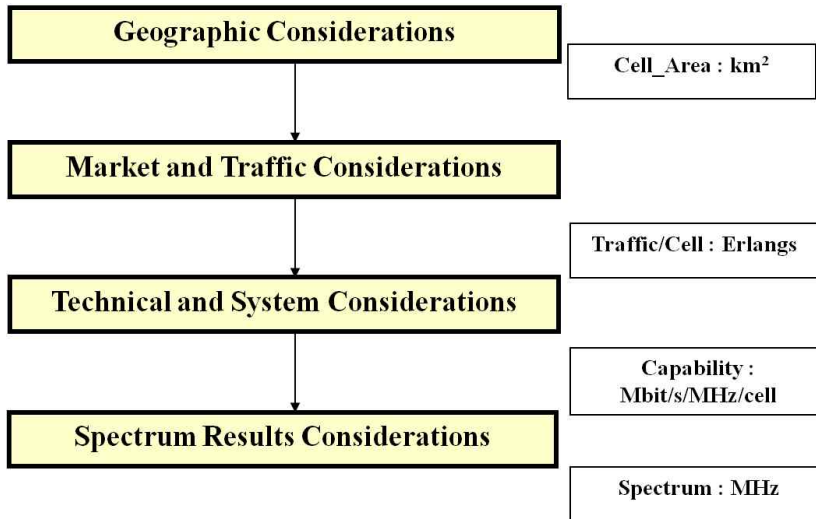 Geographic Considerations
Cell_Area : km²
Market and Traffic Considerations
Traffic/Cell : Erlangs
Technical and System Considerations
Capability :
Mbit/s/MHz/cell
Spectrum Results Considerations
Spectrum : MHz